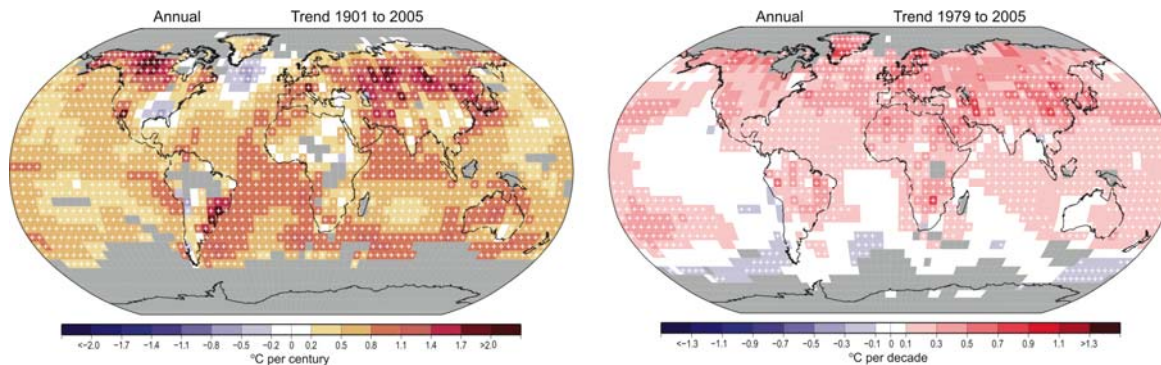 Annual Trend 1901 to 2005
<-2.0 -1.7 -1.4 -1.1 -0.8 -0.5 -0.2 0 0.2 0.5 0.8 1.1 1.4 1.7 >2.0
°C per century
Annual Trend 1979 to 2005
<-1.3 -1.1 -0.9 -0.7 -0.5 -0.3 -0.1 0 0.1 0.3 0.5 0.7 0.9 1.1 >1.3
°C per decade